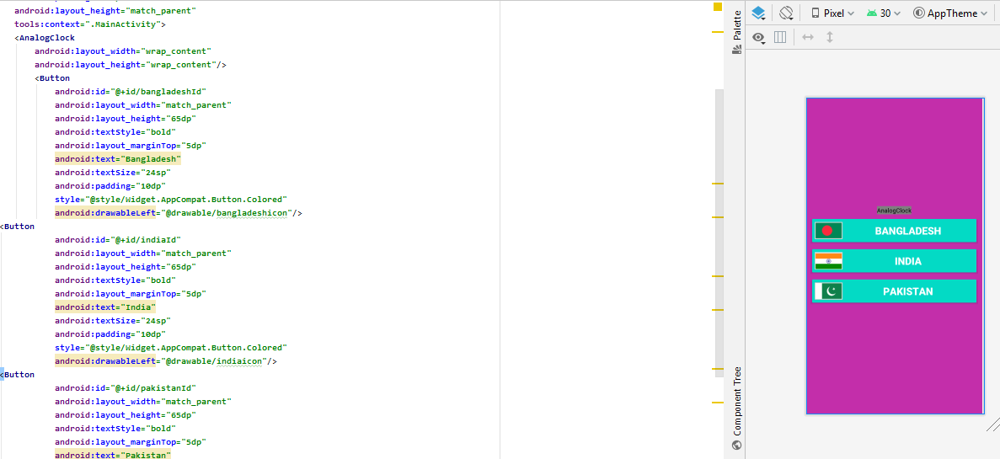 android:layout_height="match_parent"
tools:context=".MainActivity">
<AnalogClock
android:layout_width="wrap_content"
android:layout_height="wrap_content"/>
<Button
android:id="@+id/bangladeshId"
android:layout_width="match_parent"
android:layout_height="65dp"
android:textStyle="bold"
android:layout_marginTop="5dp"
android:text="Bangladesh"
android:textSize="24sp"
android:padding="10dp"
style="@style/Widget.AppCompat.Button.Colored"
android:drawableLeft="@drawable/bangladeshicon"/>
<Button
android:id="@+id/indiaId"
android:layout_width="match_parent"
android:layout_height="65dp"
android:textStyle="bold"
android:layout_marginTop="5dp"
android:text="India"
android:textSize="24sp"
android:padding="10dp"
style="@style/Widget.AppCompat.Button.Colored"
android:drawableLeft="@drawable/indiaicon"/>
<Button
android:id="@+id/pakistanId"
android:layout_width="match_parent"
android:layout_height="65dp"
android:textStyle="bold"
android:layout_marginTop="5dp"
android:text="Pakistan"
Palette
Component Tree
Pixel 30 AppTheme
AnalogClock
BANGLADESH
INDIA
PAKISTAN